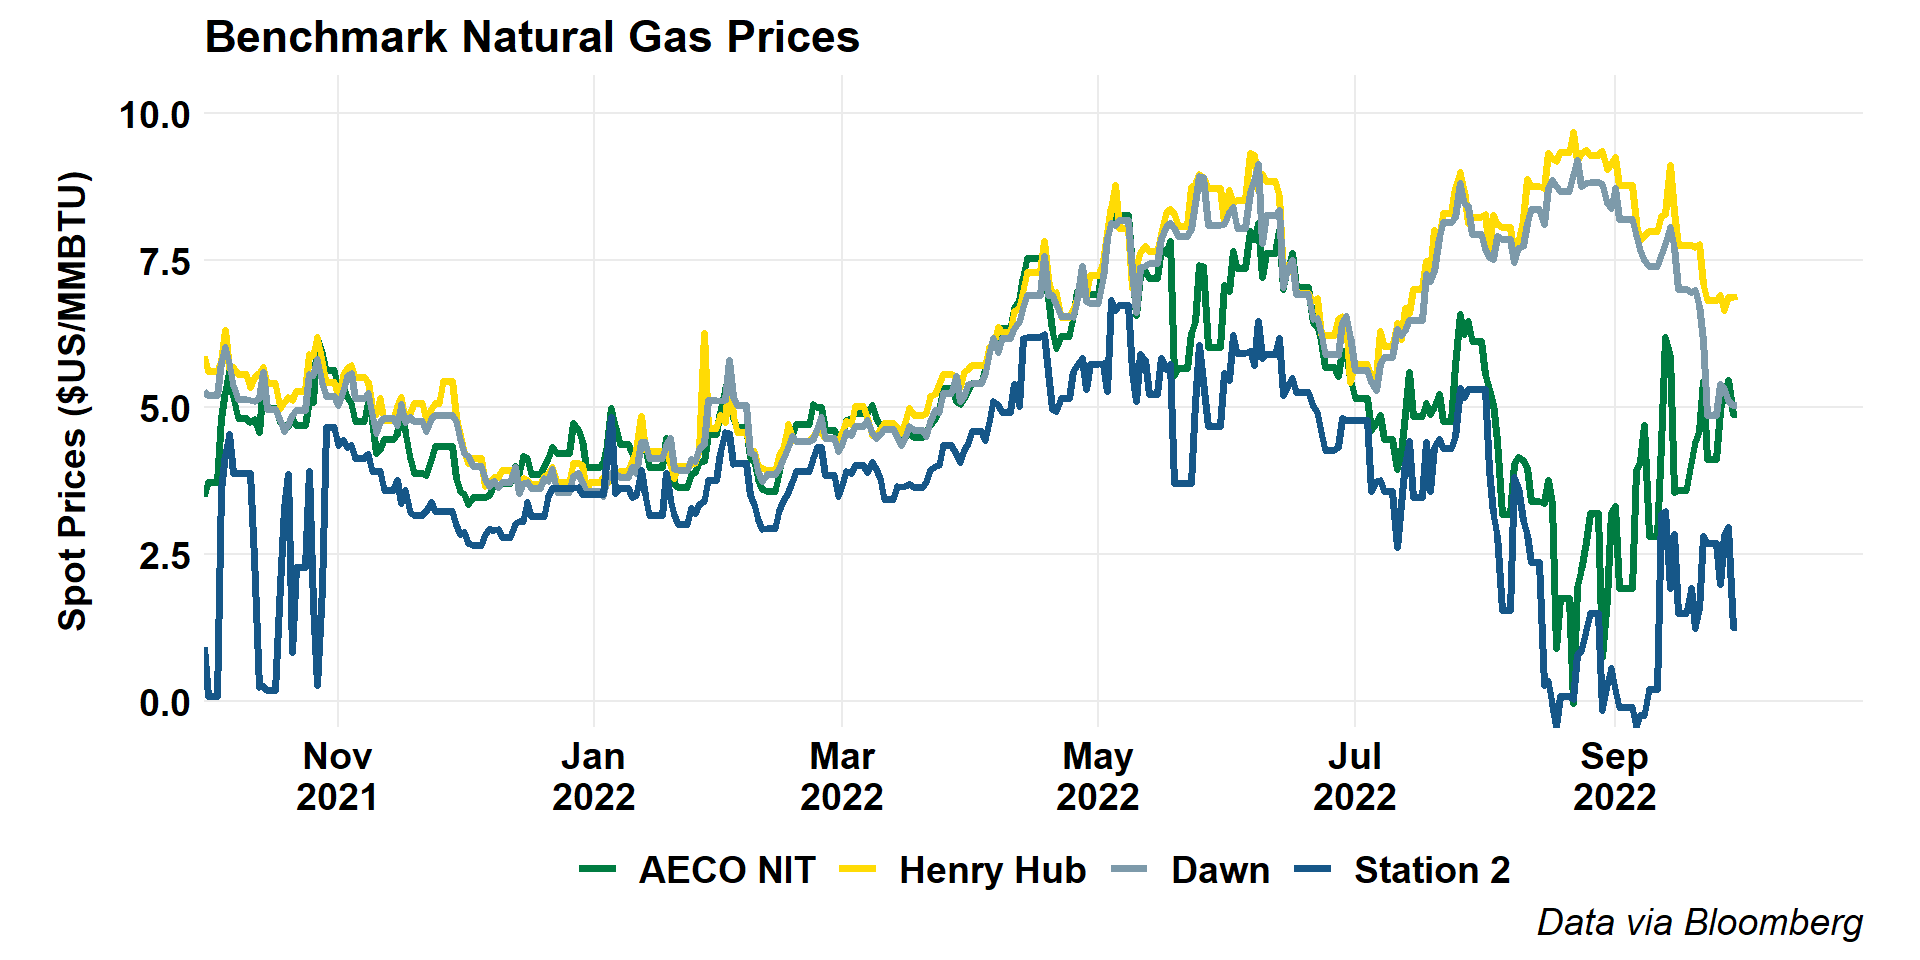 Benchmark Natural Gas Prices
Spot Prices ($US/MMBTU)
10.0
7.5
5.0
2.5
0.0
Nov Jan Mar May Jul Sep
2021 2022 2022 2022 2022 2022
AECO NIT Henry Hub Dawn Station 2
Data via Bloomberg